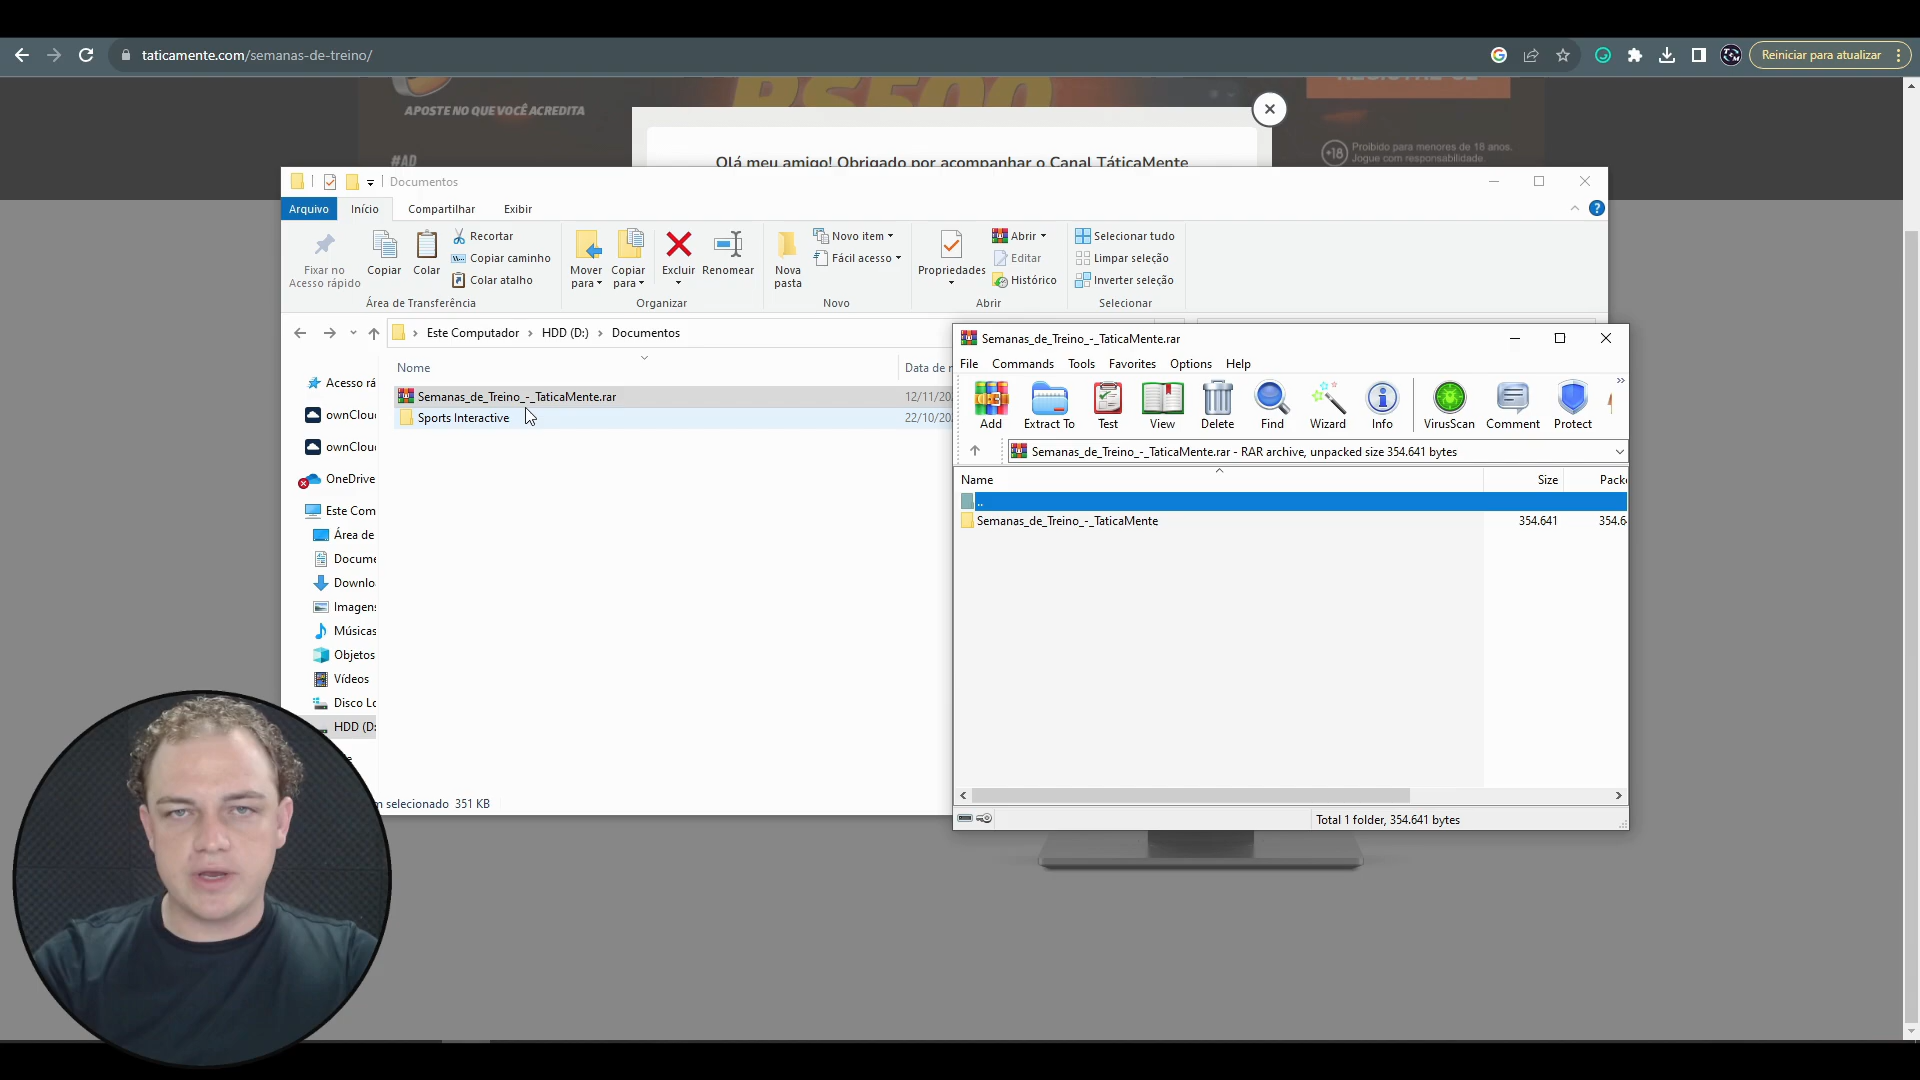 taticamente.com/semanas-de-treino/
Reiniciar para atualizar
APOSTE NO QUE VOCÊ ACREDITA
R$500
REGISTRE-SE
#AD
+18
Proibido para menores de 18 anos.
Jogue com responsabilidade.
Olá meu amigo! Obrigado por acompanhar o Canal TáticaMente
Documentos
Arquivo
Início
Compartilhar
Exibir
Fixar no
Acesso rápido
Copiar
Colar
Recortar
Copiar caminho
Colar atalho
Área de Transferência
Mover
para
Copiar
para
Excluir
Renomear
Organizar
Nova
pasta
Novo item
Fácil acesso
Novo
Propriedades
Abrir
Editar
Histórico
Abrir
Selecionar tudo
Limpar seleção
Inverter seleção
Selecionar
Este Computador
HDD (D:)
Documentos
Nome
Data de
Semanas_de_Treino_-_TaticaMente.rar
12/11/20
Sports Interactive
22/10/20
Acesso rá
ownClou
ownClou
OneDrive
Este Com
Área de
Docume
Downlo
Imagens
Músicas
Objetos
Vídeos
Disco Lo
HDD (D:
m selecionado 351 KB
Semanas_de_Treino_-_TaticaMente.rar
File
Commands
Tools
Favorites
Options
Help
Add
Extract To
Test
View
Delete
Find
Wizard
Info
VirusScan
Comment
Protect
Semanas_de_Treino_-_TaticaMente.rar - RAR archive, unpacked size 354.641 bytes
Name
Size
Packe
..
Semanas_de_Treino_-_TaticaMente
354.641
354.6
Total 1 folder, 354.641 bytes